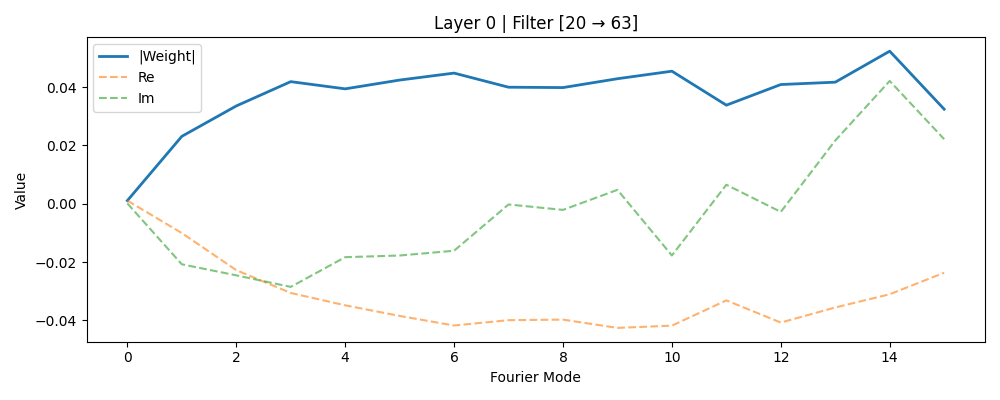 Layer 0 | Filter [20 → 63]
|Weight|
Re
Im
Value
0.04
0.02
0.00
−0.02
−0.04
0 2 4 6 8 10 12 14
Fourier Mode